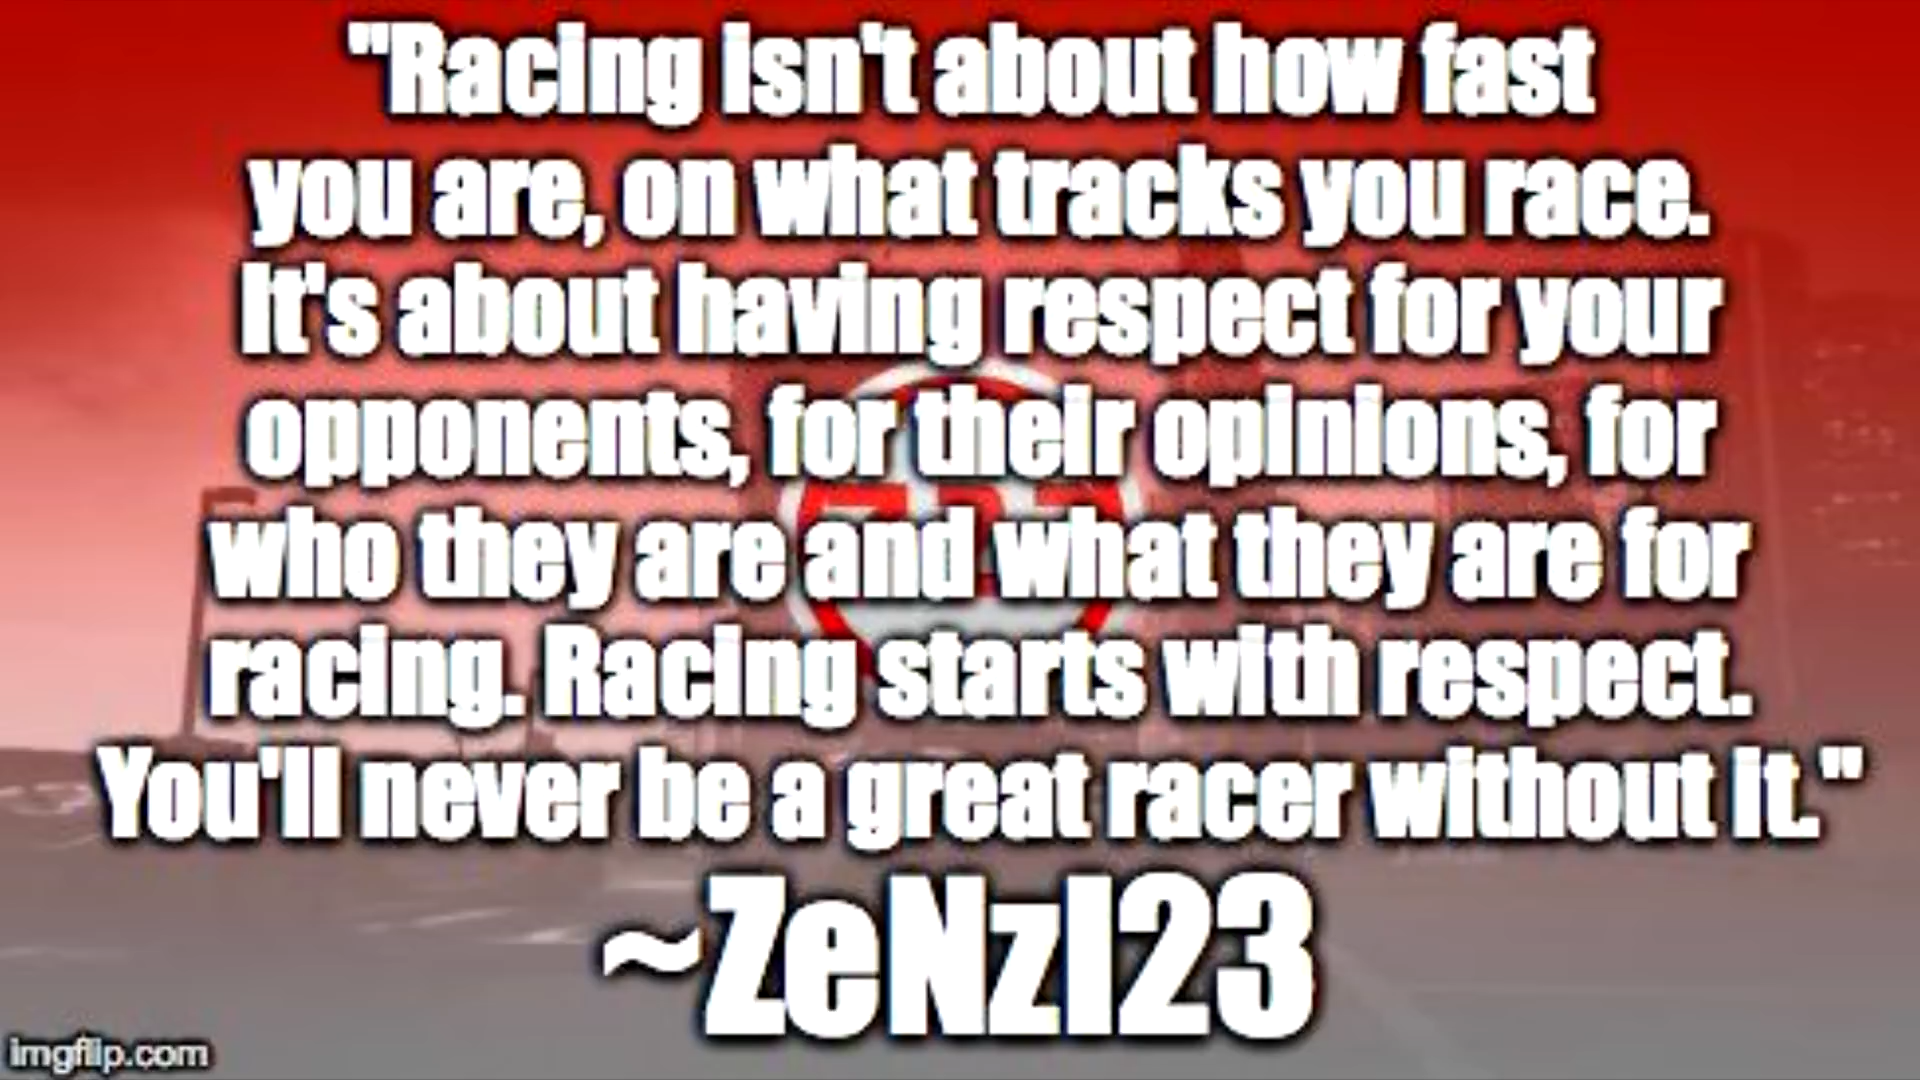 "Racing isn't about how fast
you are, on what tracks you race.
It's about having respect for your
opponents, for their opinions, for
who they are and what they are for
racing. Racing starts with respect.
You'll never be a great racer without it."
~ZeNzI23
imgflip.com